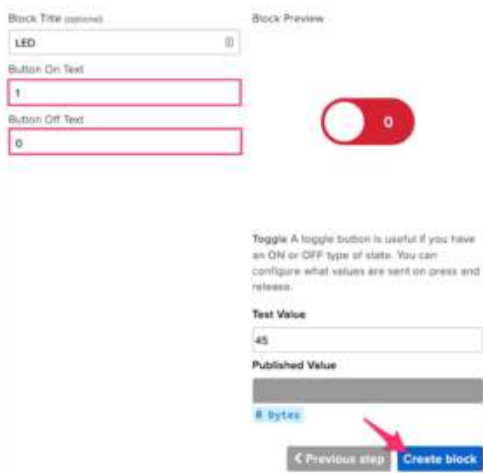 Block Title (optional)
LED
Button On Text
1
Button Off Text
0
Block Preview
0
Toggle A toggle button is useful if you have
an ON or OFF type of state. You can
configure what values are sent on press and
release.
Test Value
45
Published Value
0 bytes
Previous step
Create block